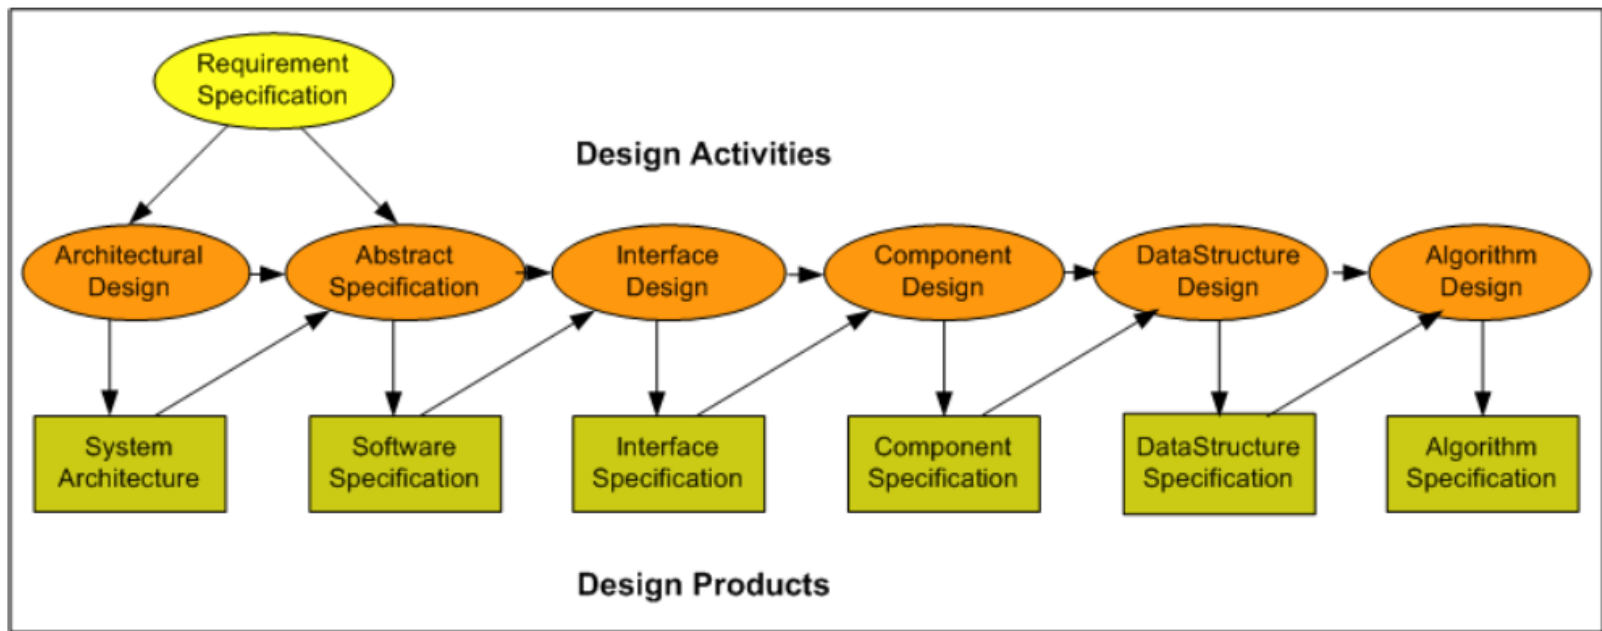 Requirement
Specification
Design Activities
Architectural
Design
Abstract
Specification
Interface
Design
Component
Design
DataStructure
Design
Algorithm
Design
System
Architecture
Software
Specification
Interface
Specification
Component
Specification
DataStructure
Specification
Algorithm
Specification
Design Products